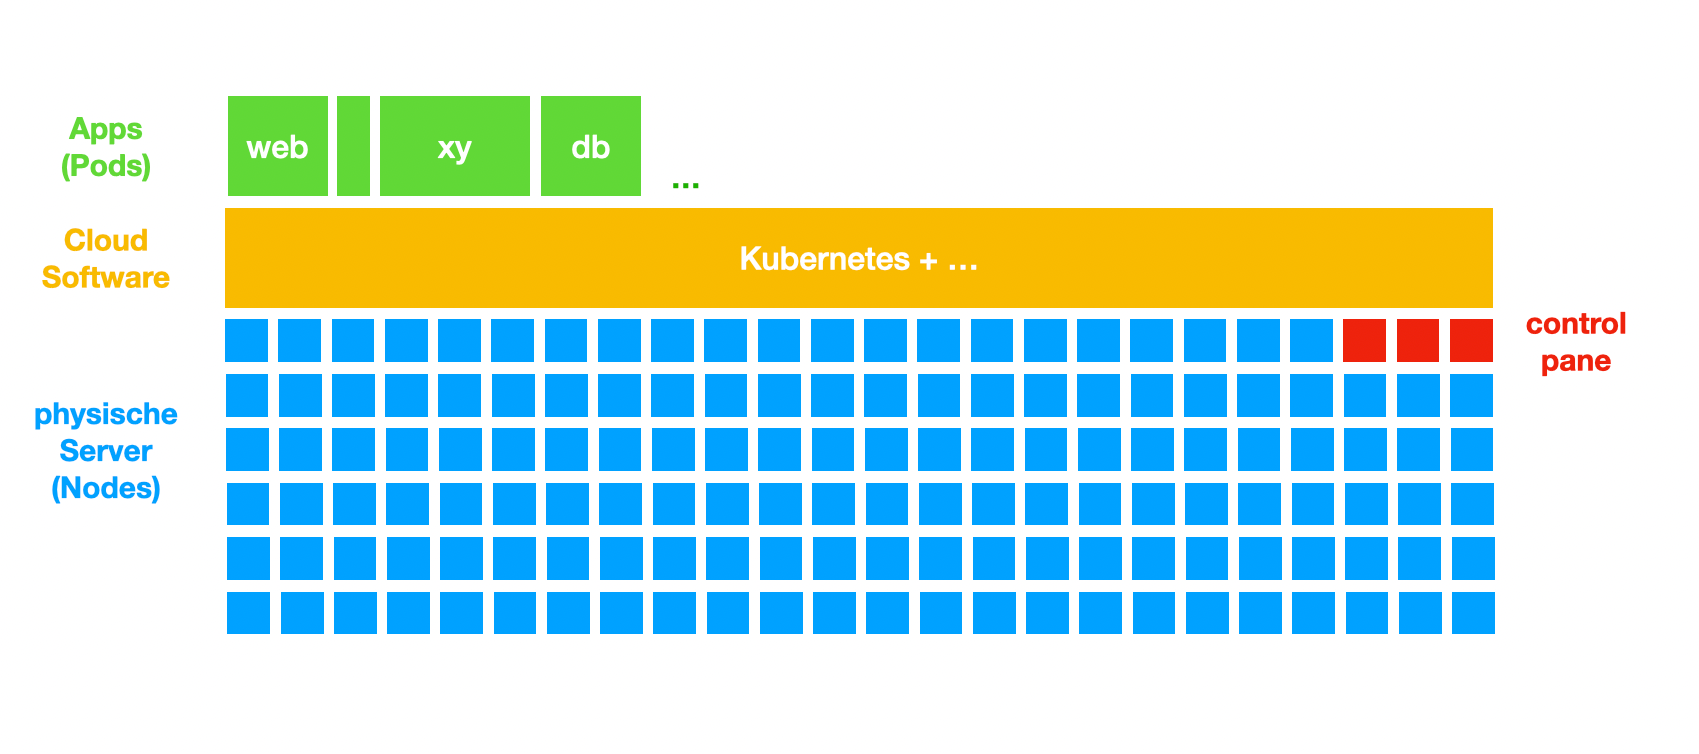 Apps
(Pods)
web
xy
db
...
Cloud
Software
Kubernetes + …
control
pane
physische
Server
(Nodes)